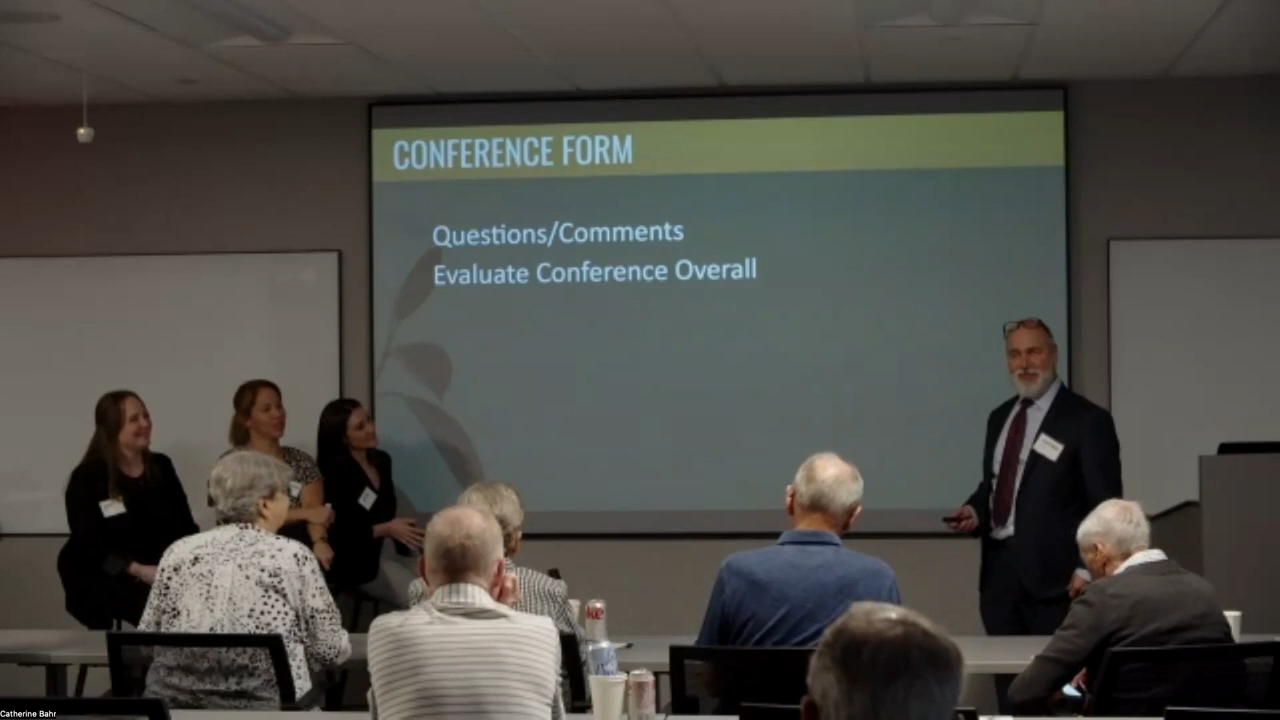 CONFERENCE FORM
Questions/Comments
Evaluate Conference Overall
Catherine Bahr